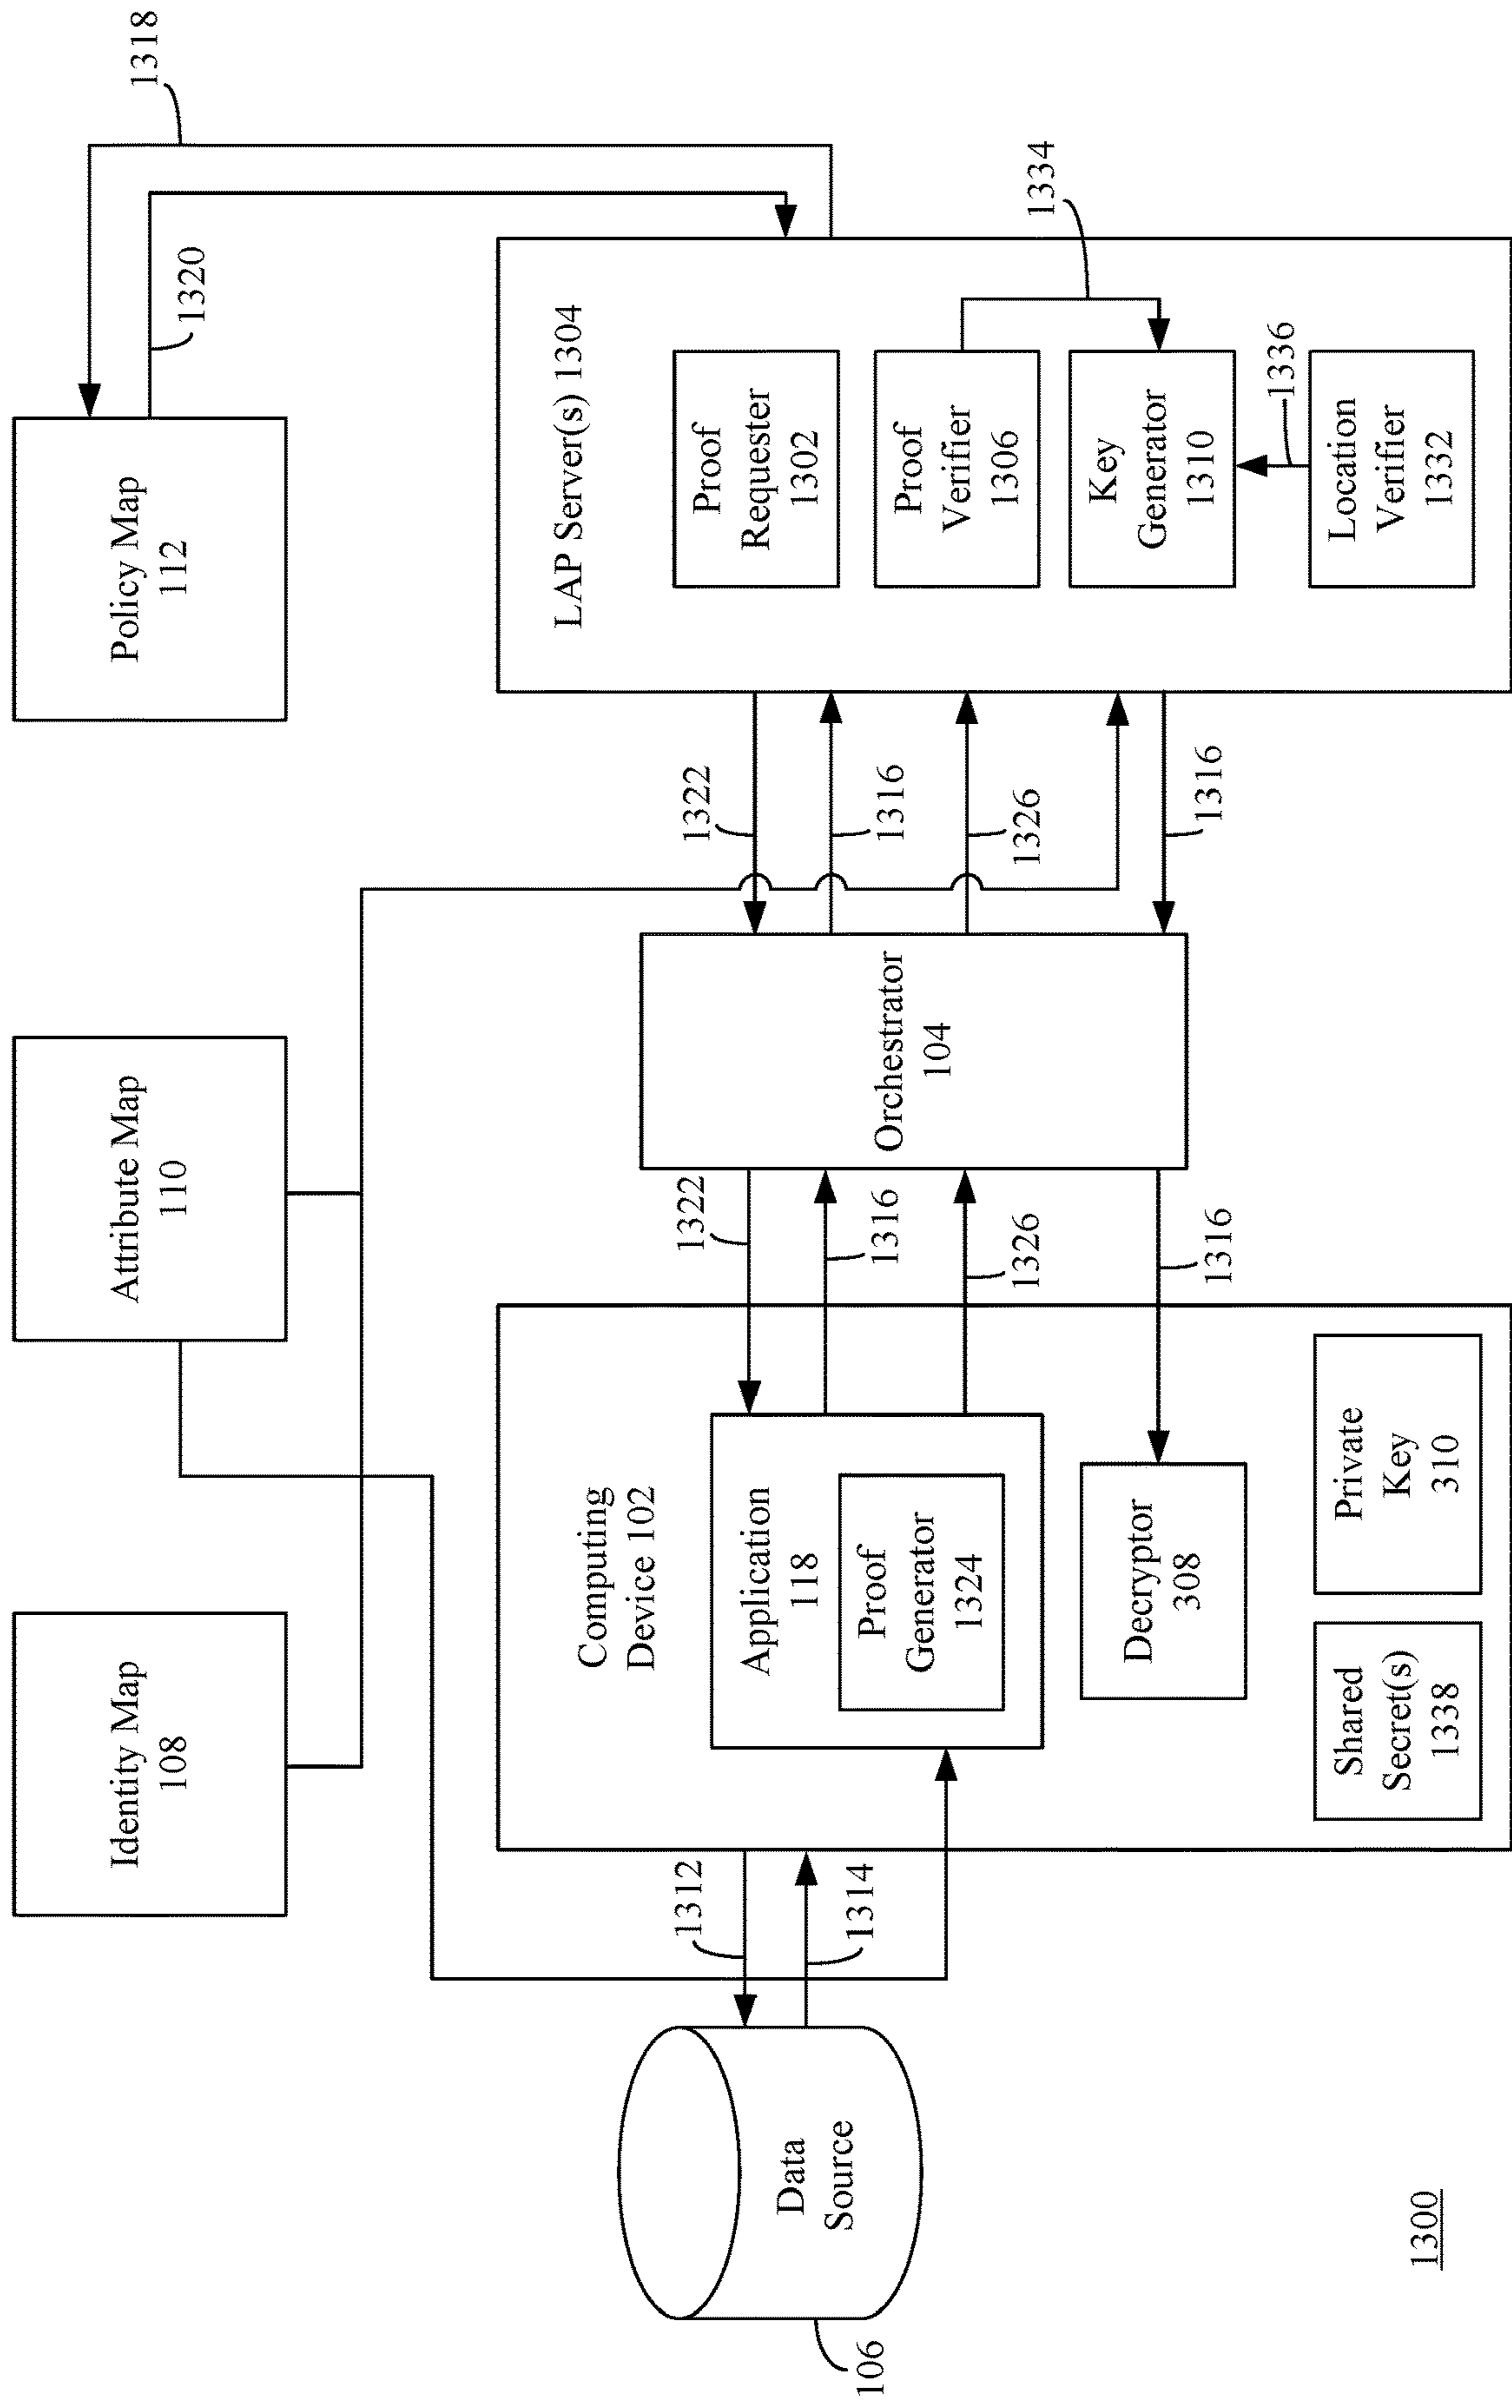 Identity Map
108
Attribute Map
110
Policy Map
112
1318
1320
1312
1314
Data
Source
106
Computing
Device 102
Application
118
Proof
Generator
1324
Decryptor
308
Shared
Secret(s)
1338
Private
Key
310
1322
1316
1326
1316
Orchestrator
104
1322
1316
1326
1316
LAP Server(s) 1304
Proof
Requester
1302
Proof
Verifier
1306
1334
Key
Generator
1310
1336
Location
Verifier
1332
1300